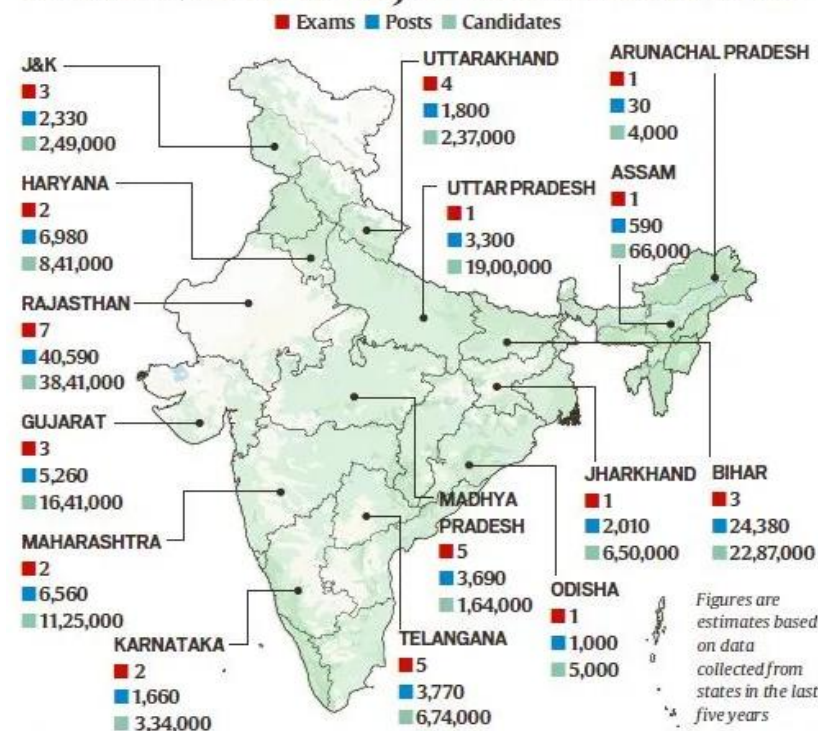 Exams Posts Candidates
J&K
3
2,330
2,49,000
HARYANA
2
6,980
8,41,000
RAJASTHAN
7
40,590
38,41,000
GUJARAT
3
5,260
16,41,000
MAHARASHTRA
2
6,560
11,25,000
KARNATAKA
2
1,660
3,34,000
UTTARAKHAND
4
1,800
2,37,000
UTTAR PRADESH
1
3,300
19,00,000
ARUNACHAL PRADESH
1
30
4,000
ASSAM
1
590
66,000
MADHYA
PRADESH
5
3,690
1,64,000
TELANGANA
5
3,770
6,74,000
JHARKHAND
1
2,010
6,50,000
BIHAR
3
24,380
22,87,000
ODISHA
1
1,000
5,000
Figures are
estimates based
on data
collected from
states in the last
five years